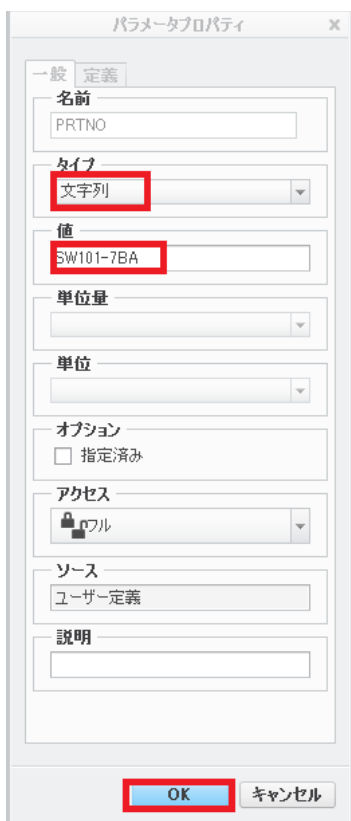 パラメータプロパティ x
一般 定義
名前
PRTNO
タイプ
文字列
値
SW101-7BA
単位量
単位
オプション
指定済み
アクセス
フル
ソース
ユーザー定義
説明
OK キャンセル